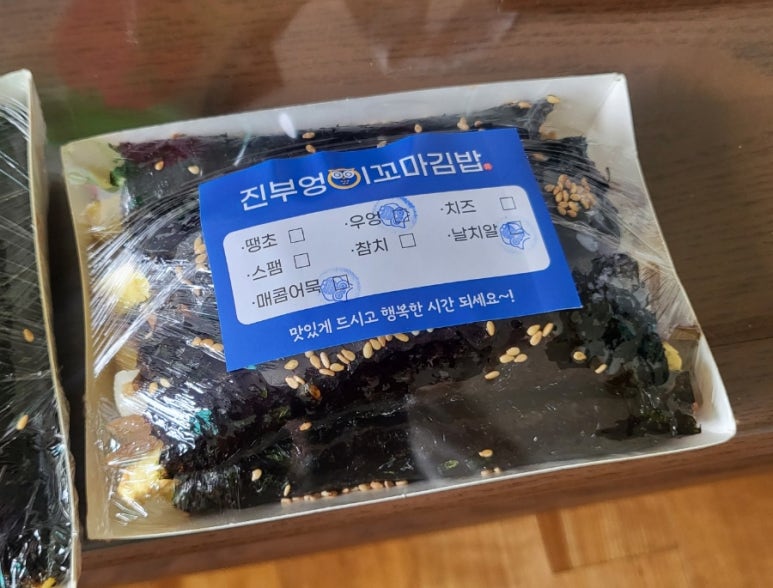 진부엉이꼬마김밥
·땡초 □ ·우엉 □ ·치즈 □
·스팸 □ ·참치 □ ·날치알 □
·매콤어묵 □
맛있게 드시고 행복한 시간 되세요~!